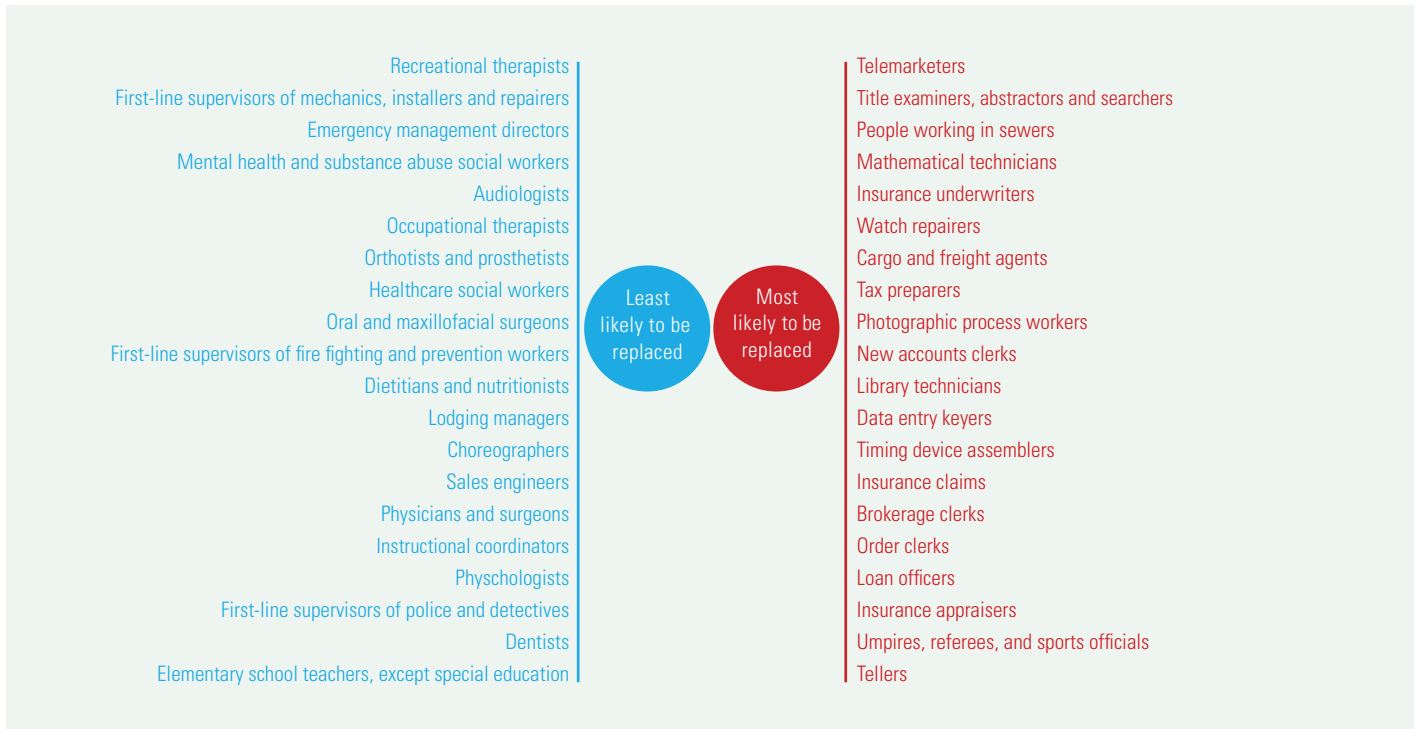 Recreational therapists
First-line supervisors of mechanics, installers and repairers
Emergency management directors
Mental health and substance abuse social workers
Audiologists
Occupational therapists
Orthotists and prosthetists
Healthcare social workers
Oral and maxillofacial surgeons
First-line supervisors of fire fighting and prevention workers
Dietitians and nutritionists
Lodging managers
Choreographers
Sales engineers
Physicians and surgeons
Instructional coordinators
Physchologists
First-line supervisors of police and detectives
Dentists
Elementary school teachers, except special education
Least
likely to be
replaced
Most
likely to be
replaced
Telemarketers
Title examiners, abstractors and searchers
People working in sewers
Mathematical technicians
Insurance underwriters
Watch repairers
Cargo and freight agents
Tax preparers
Photographic process workers
New accounts clerks
Library technicians
Data entry keyers
Timing device assemblers
Insurance claims
Brokerage clerks
Order clerks
Loan officers
Insurance appraisers
Umpires, referees, and sports officials
Tellers